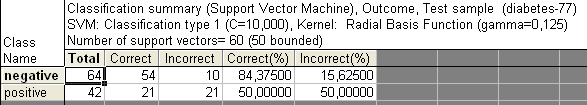 Classification summary (Support Vector Machine), Outcome, Test sample (diabetes-77)
SVM: Classification type 1 (C=10,000), Kernel: Radial Basis Function (gamma=0,125)
Number of support vectors= 60 (50 bounded)
Class Name Total Correct Incorrect Correct(%) Incorrect(%)
negative 64 54 10 84,37500 15,62500
positive 42 21 21 50,00000 50,00000